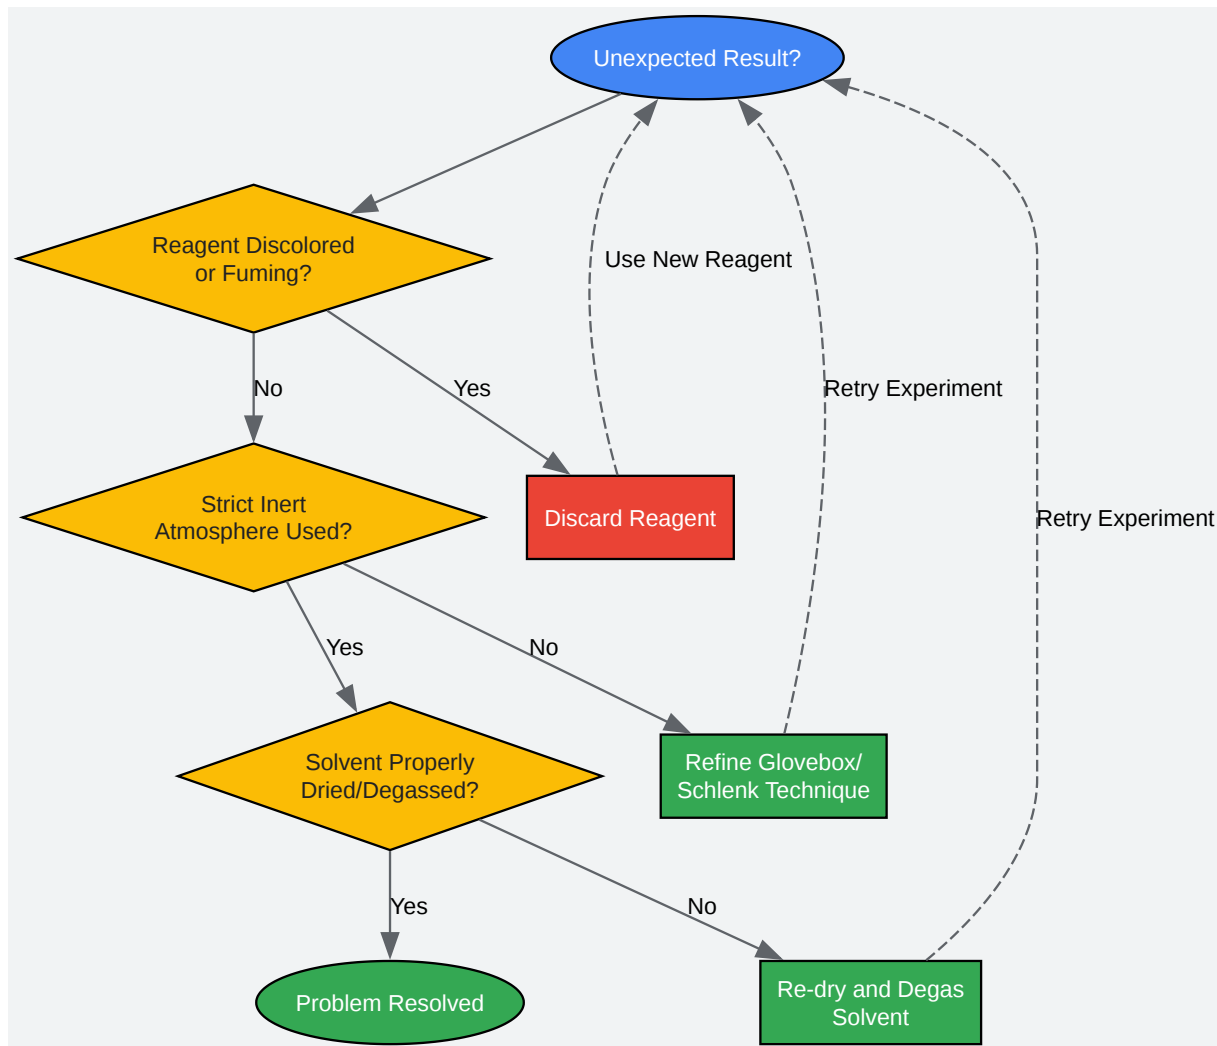 Unexpected Result?
Reagent Discolored
or Fuming?
Use New Reagent
No
Yes
Retry Experiment
Strict Inert
Atmosphere Used?
Discard Reagent
Retry Experiment
Yes
No
Solvent Properly
Dried/Degassed?
Refine Glovebox/
Schlenk Technique
Yes
No
Problem Resolved
Re-dry and Degas
Solvent